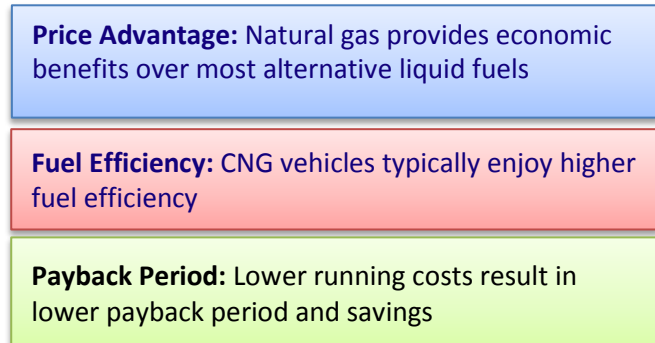 Price Advantage: Natural gas provides economic
benefits over most alternative liquid fuels
Fuel Efficiency: CNG vehicles typically enjoy higher
fuel efficiency
Payback Period: Lower running costs result in
lower payback period and savings